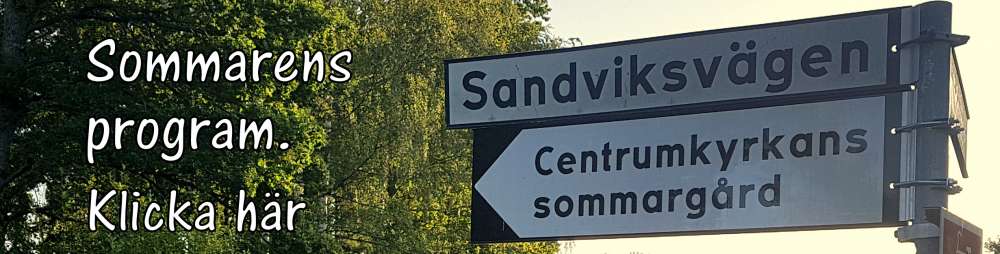 Sommarens
program.
Klicka här
Sandviksvägen
Centrumkyrkans
sommargård